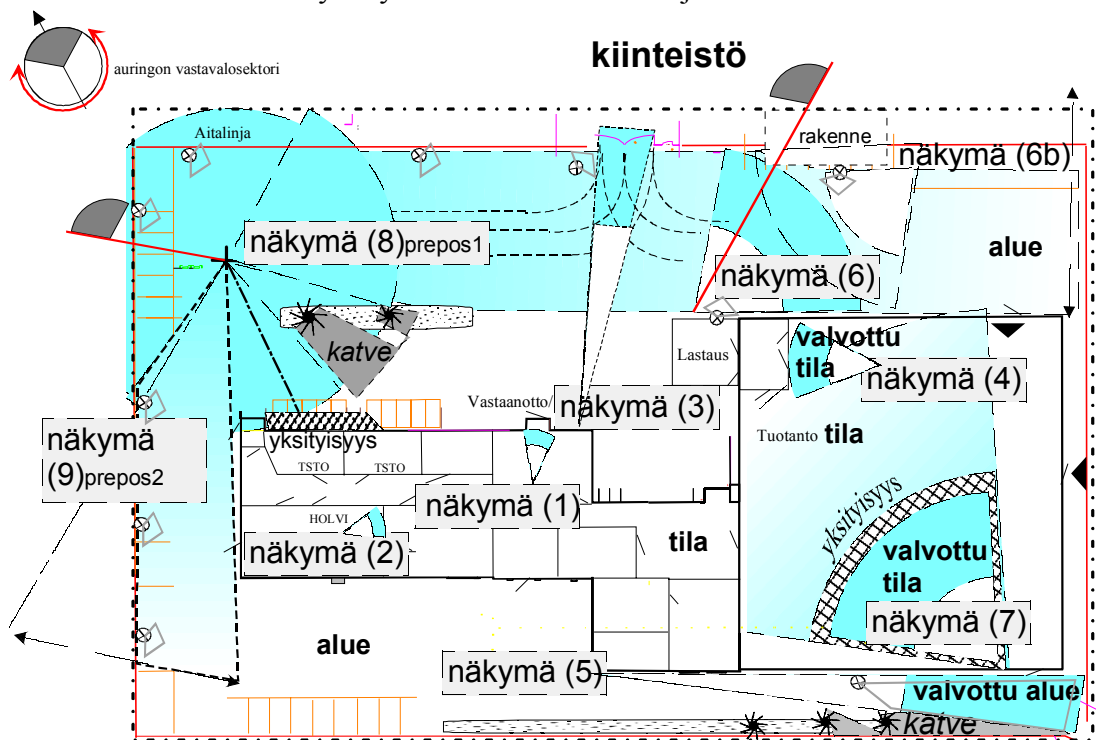 kiinteistö
auringon vastavalosektori
Aitalinja
rakenne
näkymä (6b)
näkymä (8)prepos1
alue
näkymä (6)
katve
Lastaus
valvottu
tila
näkymä (4)
Vastaanotto/
näkymä (3)
näkymä
(9)prepos2
yksityisyys
TSTO
TSTO
Tuotanto
tila
yksityisyys
näkymä (1)
HOLVI
näkymä (2)
tila
valvottu
tila
näkymä (7)
alue
näkymä (5)
valvottu alue
katve